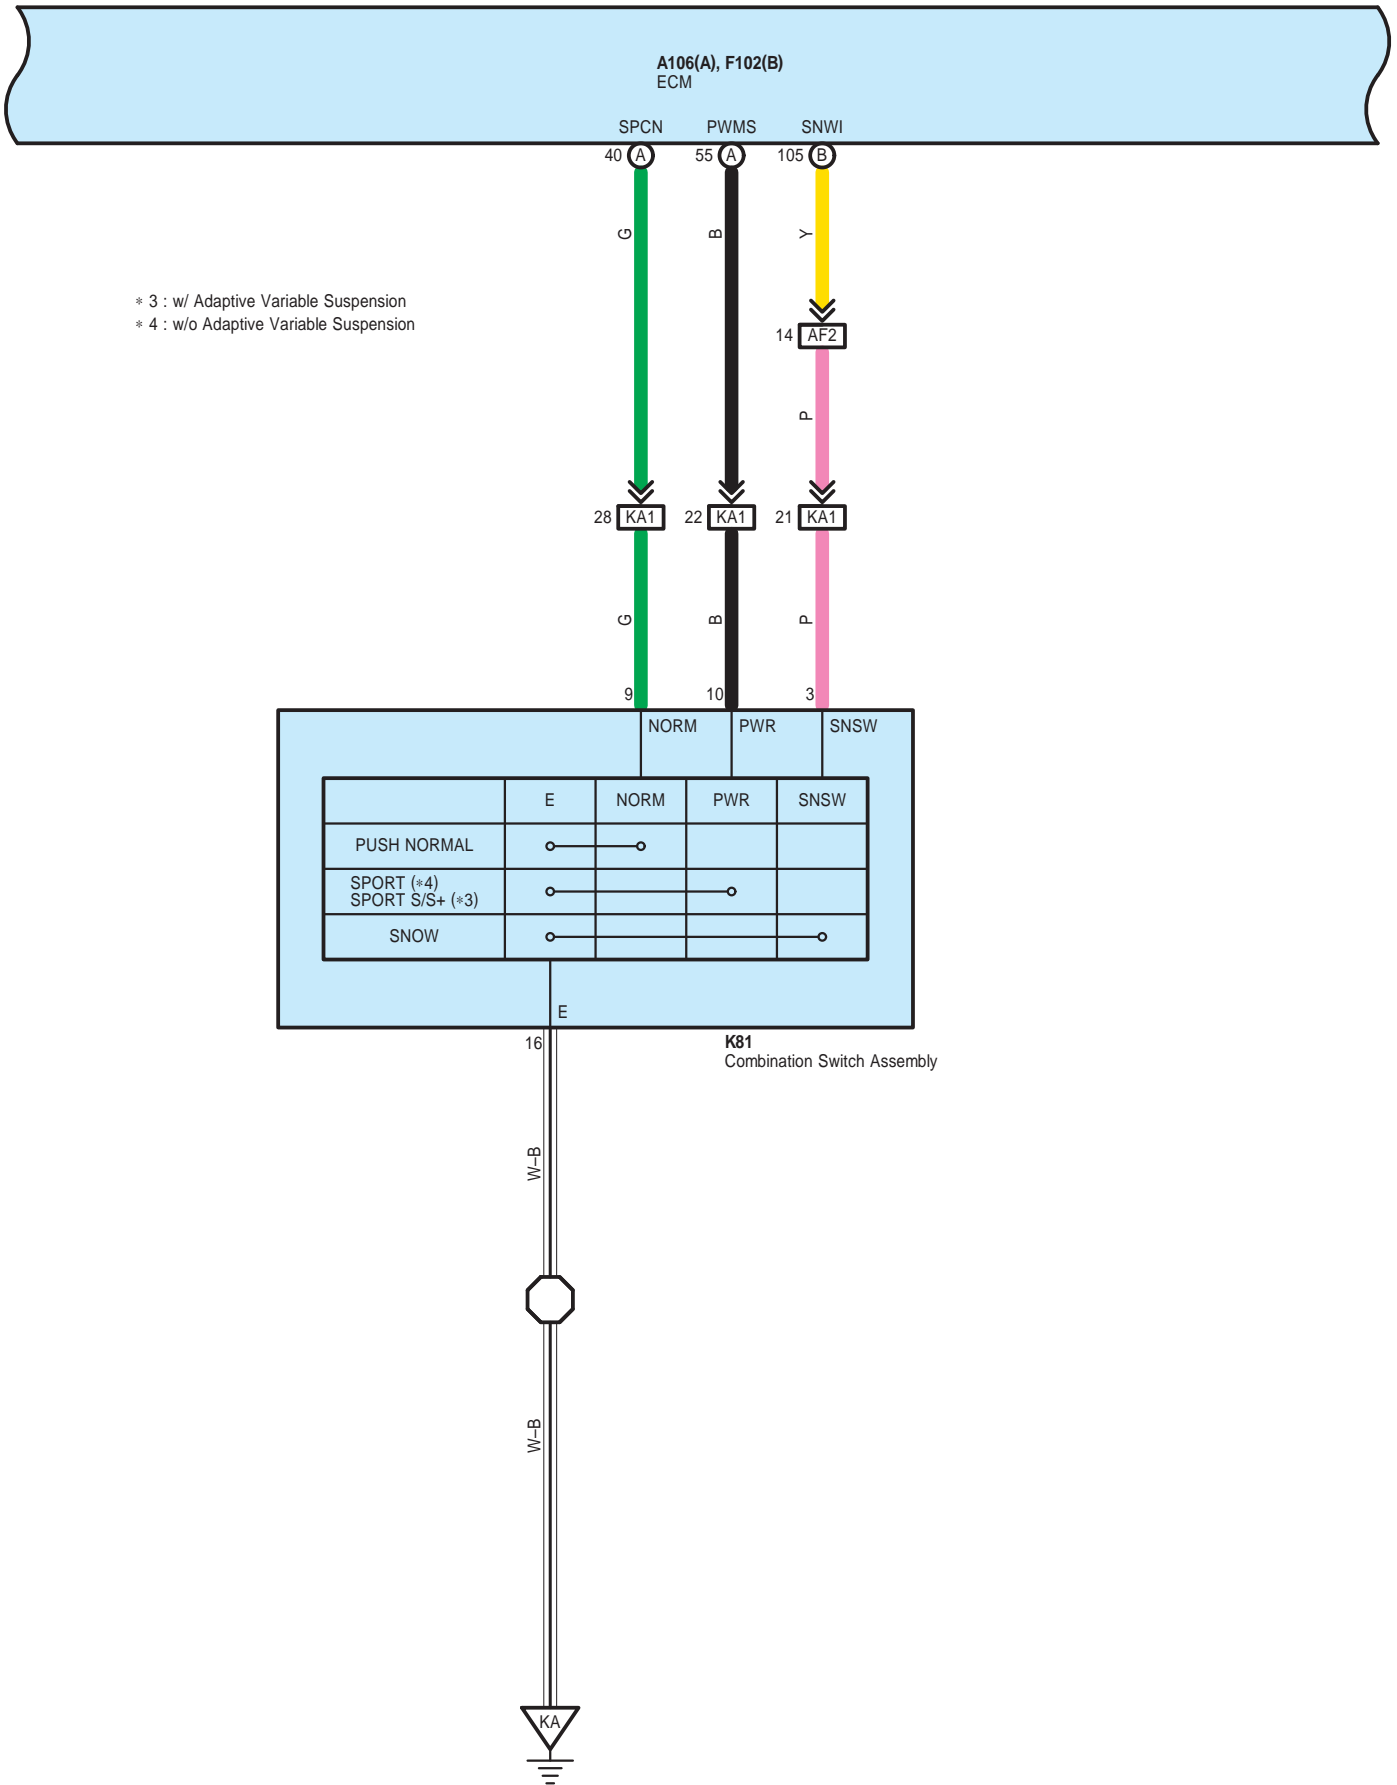 A106(A), F102(B)
ECM
SPCN PWMS SNWI
40 A 55 A 105 B
G B Y
∗ 3 : w/ Adaptive Variable Suspension
∗ 4 : w/o Adaptive Variable Suspension
14 AF2
P
28 KA1 22 KA1 21 KA1
G B P
9 10 3
NORM PWR SNSW
E NORM PWR SNSW
PUSH NORMAL
SPORT (∗4)
SPORT S/S+ (∗3)
SNOW
E
16
K81
Combination Switch Assembly
W–B
W–B
KA